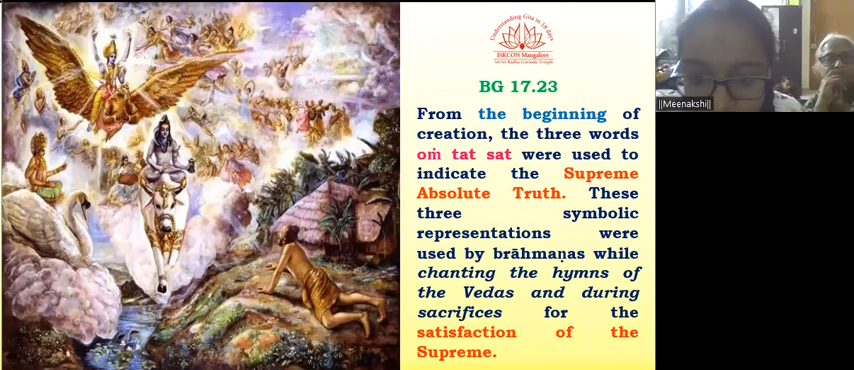 Understanding Gita in 18 days
ISKCON Mangalore
Sri Sri Radha Govinda Temple
BG 17.23
From the beginning of
creation, the three words
oṁ tat sat were used to
indicate the Supreme
Absolute Truth. These
three symbolic
representations were
used by brāhmaṇas while
chanting the hymns of
the Vedas and during
sacrifices for the
satisfaction of the
Supreme.
||Meenakshi||